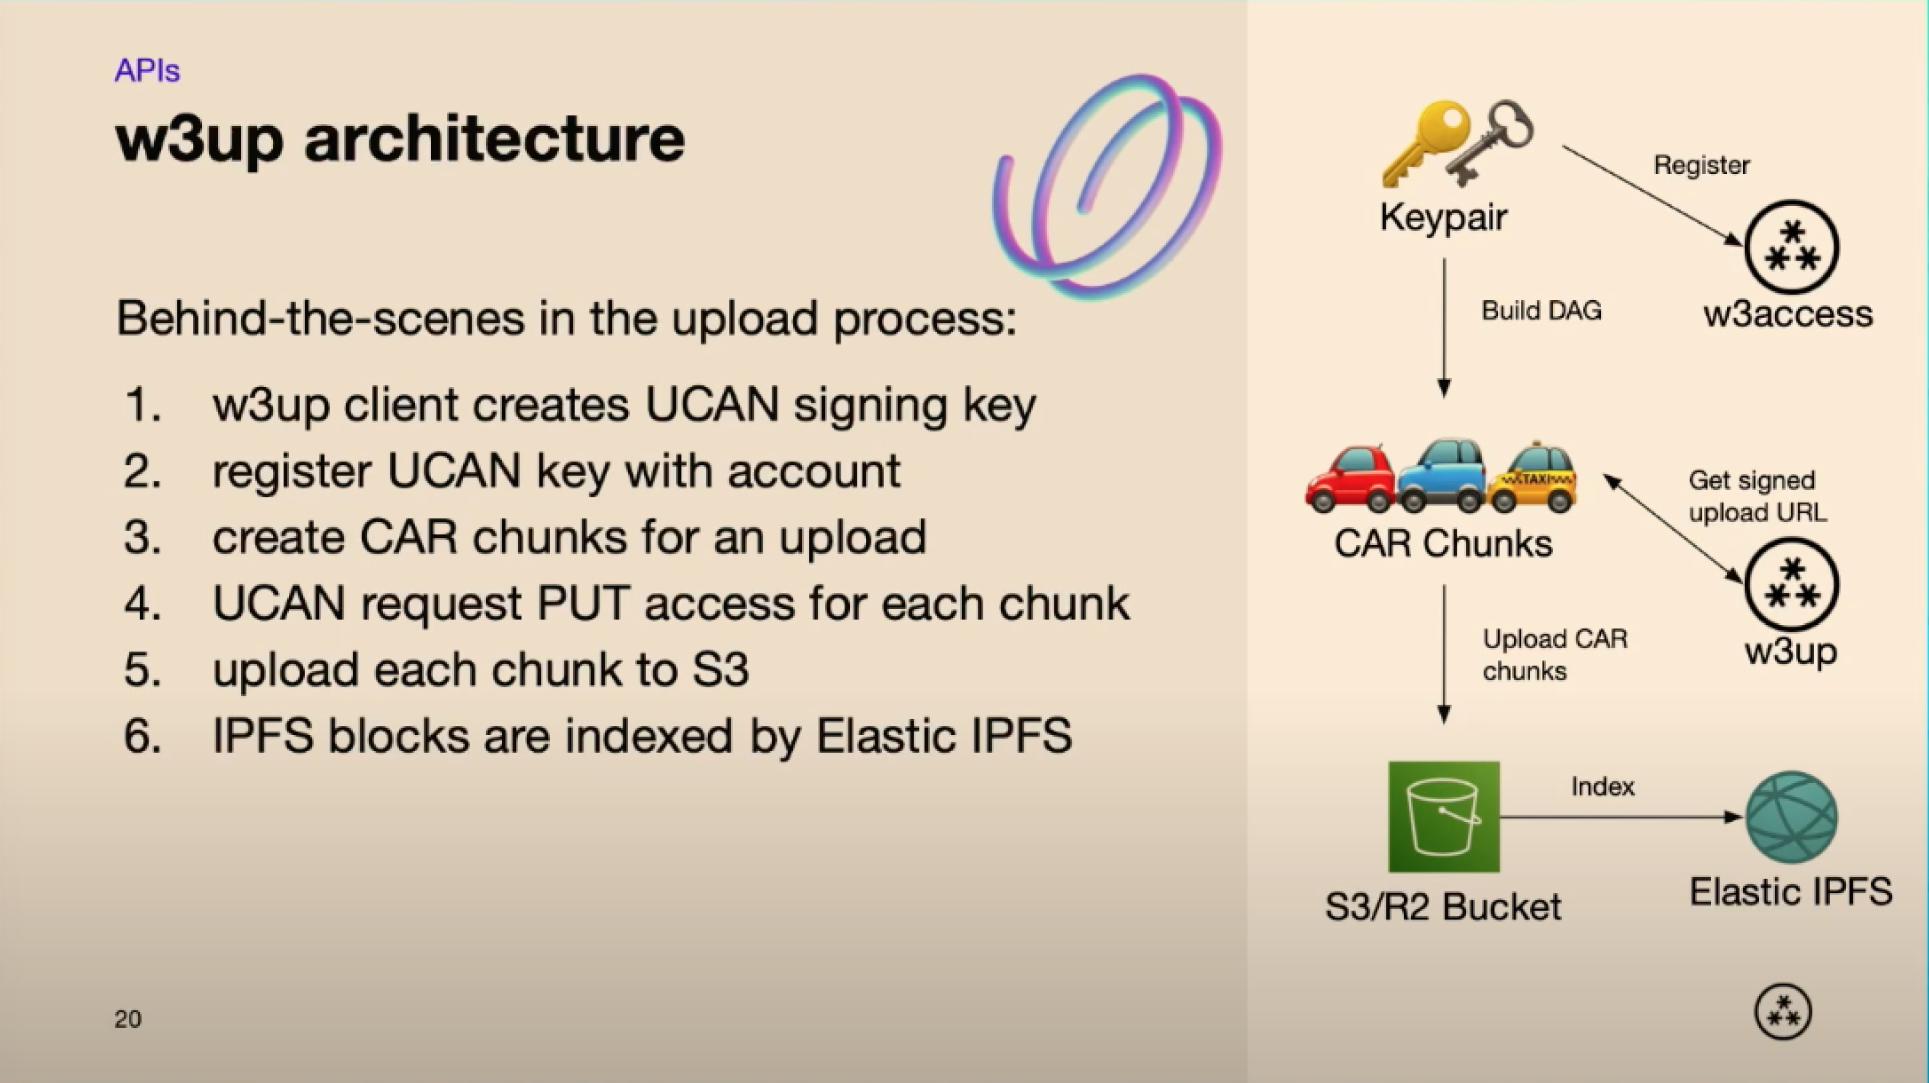 APIs
w3up architecture
Behind-the-scenes in the upload process:
1. w3up client creates UCAN signing key
2. register UCAN key with account
3. create CAR chunks for an upload
4. UCAN request PUT access for each chunk
5. upload each chunk to S3
6. IPFS blocks are indexed by Elastic IPFS
20
Keypair
Register
w3access
Build DAG
TAXI
CAR Chunks
Get signed
upload URL
w3up
Upload CAR
chunks
S3/R2 Bucket
Index
Elastic IPFS